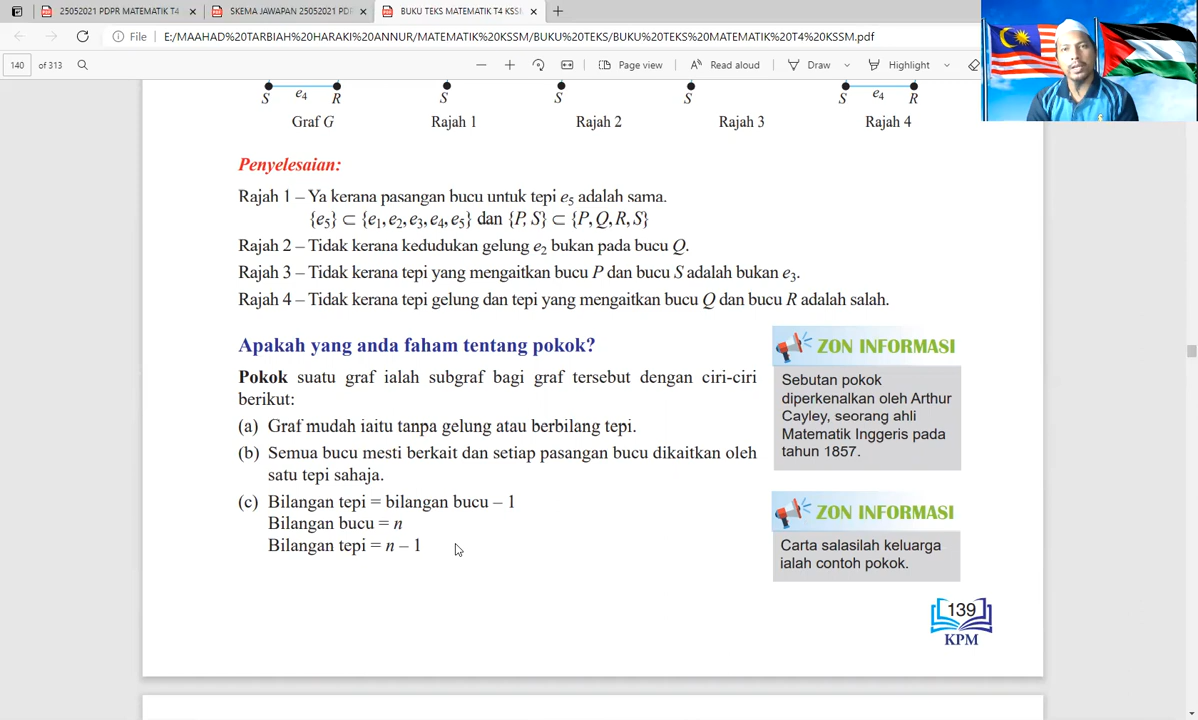 25052021 PDPR MATEMATIK T4
SKEMA JAWAPAN 25052021 PDF
BUKU TEKS MATEMATIK T4 KSS
File
E:/MAAHAD%20TARBIAH%20HARAKI%20ANNUR/MATEMATIK%20KSSM/BUKU%20TEKS/BUKU%20TEKS%20MATEMATIK%20T4%20KSSM.pdf
140 of 313
Page view
Read aloud
Draw
Highlight
S e4 R S S S S e4 R
Graf G Rajah 1 Rajah 2 Rajah 3 Rajah 4
Penyelesaian:
Rajah 1 – Ya kerana pasangan bucu untuk tepi e5 adalah sama.
{e5} ⊂ {e1, e2, e3, e4, e5} dan {P, S} ⊂ {P, Q, R, S}
Rajah 2 – Tidak kerana kedudukan gelung e2 bukan pada bucu Q.
Rajah 3 – Tidak kerana tepi yang mengaitkan bucu P dan bucu S adalah bukan e3.
Rajah 4 – Tidak kerana tepi gelung dan tepi yang mengaitkan bucu Q dan bucu R adalah salah.
Apakah yang anda faham tentang pokok?
Pokok suatu graf ialah subgraf bagi graf tersebut dengan ciri-ciri
berikut:
(a) Graf mudah iaitu tanpa gelung atau berbilang tepi.
(b) Semua bucu mesti berkait dan setiap pasangan bucu dikaitkan oleh
satu tepi sahaja.
(c) Bilangan tepi = bilangan bucu – 1
Bilangan bucu = n
Bilangan tepi = n – 1
ZON INFORMASI
Sebutan pokok
diperkenalkan oleh Arthur
Cayley, seorang ahli
Matematik Inggeris pada
tahun 1857.
ZON INFORMASI
Carta salasilah keluarga
ialah contoh pokok.
139
KPM